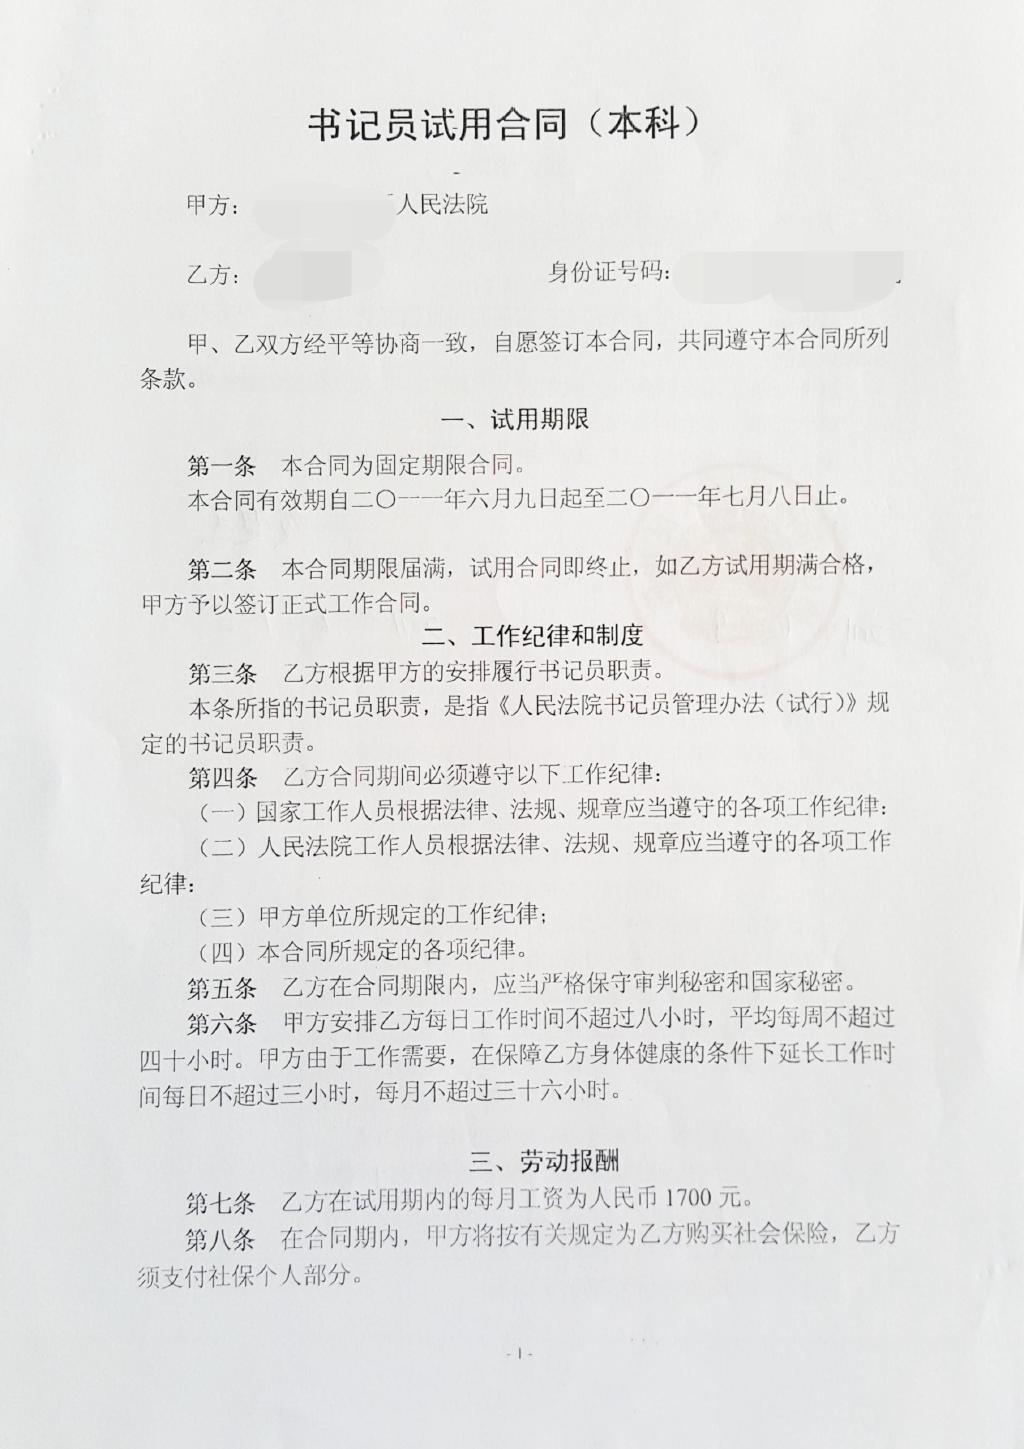 书记员试用合同（本科）
甲方： 人民法院
乙方： 身份证号码：
甲、乙双方经平等协商一致，自愿签订本合同，共同遵守本合同所列
条款。
一、试用期限
第一条 本合同为固定期限合同。
本合同有效期自二〇一一年六月九日起至二〇一一年七月八日止。
第二条 本合同期限届满，试用合同即终止，如乙方试用期满合格，
甲方予以签订正式工作合同。
二、工作纪律和制度
第三条 乙方根据甲方的安排履行书记员职责。
本条所指的书记员职责，是指《人民法院书记员管理办法（试行）》规
定的书记员职责。
第四条 乙方合同期间必须遵守以下工作纪律：
（一）国家工作人员根据法律、法规、规章应当遵守的各项工作纪律：
（二）人民法院工作人员根据法律、法规、规章应当遵守的各项工作
纪律：
（三）甲方单位所规定的工作纪律；
（四）本合同所规定的各项纪律。
第五条 乙方在合同期限内，应当严格保守审判秘密和国家秘密。
第六条 甲方安排乙方每日工作时间不超过八小时，平均每周不超过
四十小时。甲方由于工作需要，在保障乙方身体健康的条件下延长工作时
间每日不超过三小时，每月不超过三十六小时。
三、劳动报酬
第七条 乙方在试用期内的每月工资为人民币1700元。
第八条 在合同期内，甲方将按有关规定为乙方购买社会保险，乙方
须支付社保个人部分。
- 1 -